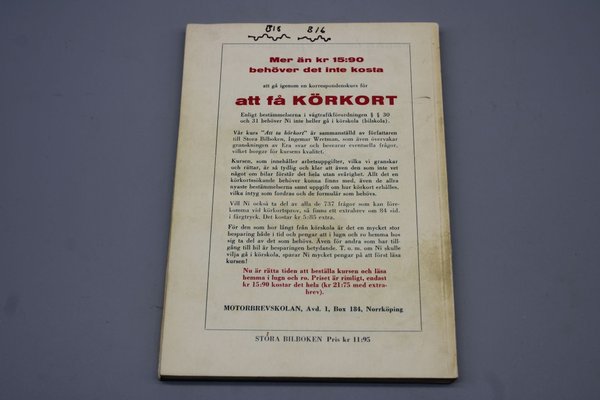 B16 B16
Mer än kr 15:90
behöver det inte kosta
att gå igenom en korrespondenskurs för
att få KÖRKORT
Enligt bestämmelserna i vägtrafikförordningen § § 30
och 31 behöver Ni inte heller gå i körskola (bilskola).
Vår kurs "Att ta körkort" är sammanställd av författaren
till Stora Bilboken, Ingemar Wertman, som även övervakar
granskningen av Era svar och besvarar eventuella frågor,
vilket borgar för kursens kvalitet.
Kursen, som innehåller arbetsuppgifter, vilka vi granskar
och rättar, är så tydlig och klar att även den som inte vet
något om bilar förstår det hela utan svårighet. Allt det en
körkortssökande behöver kunna finns med, även de allra
nyaste bestämmelserna samt uppgift om hur körkort erhålles,
vilka intyg som fordras och de formulär som behövs.
Vill Ni också ta del av alla de 737 frågor som kan före-
komma vid körkortsprov, så finns ett extrabrev om 84 sid.
i färgtryck. Det kostar kr 5:85 extra.
För den som bor långt från körskola är det en mycket stor
besparing både i tid och pengar att i lugn och ro hemma hos
sig ta del av det som behövs. Även för andra som har till-
gång till bil är besparingen betydande. T. o. m. om Ni skulle
vilja gå i körskola, sparar Ni mycket pengar på att först läsa
kursen!
Nu är rätta tiden att beställa kursen och läsa
hemma i lugn och ro. Priset är rimligt, endast
kr 15:90 kostar det hela (kr 21:75 med extra-
brev).
MOTORBREVSKOLAN, Avd. 1, Box 184, Norrköping
STORA BILBOKEN Pris kr 11:95